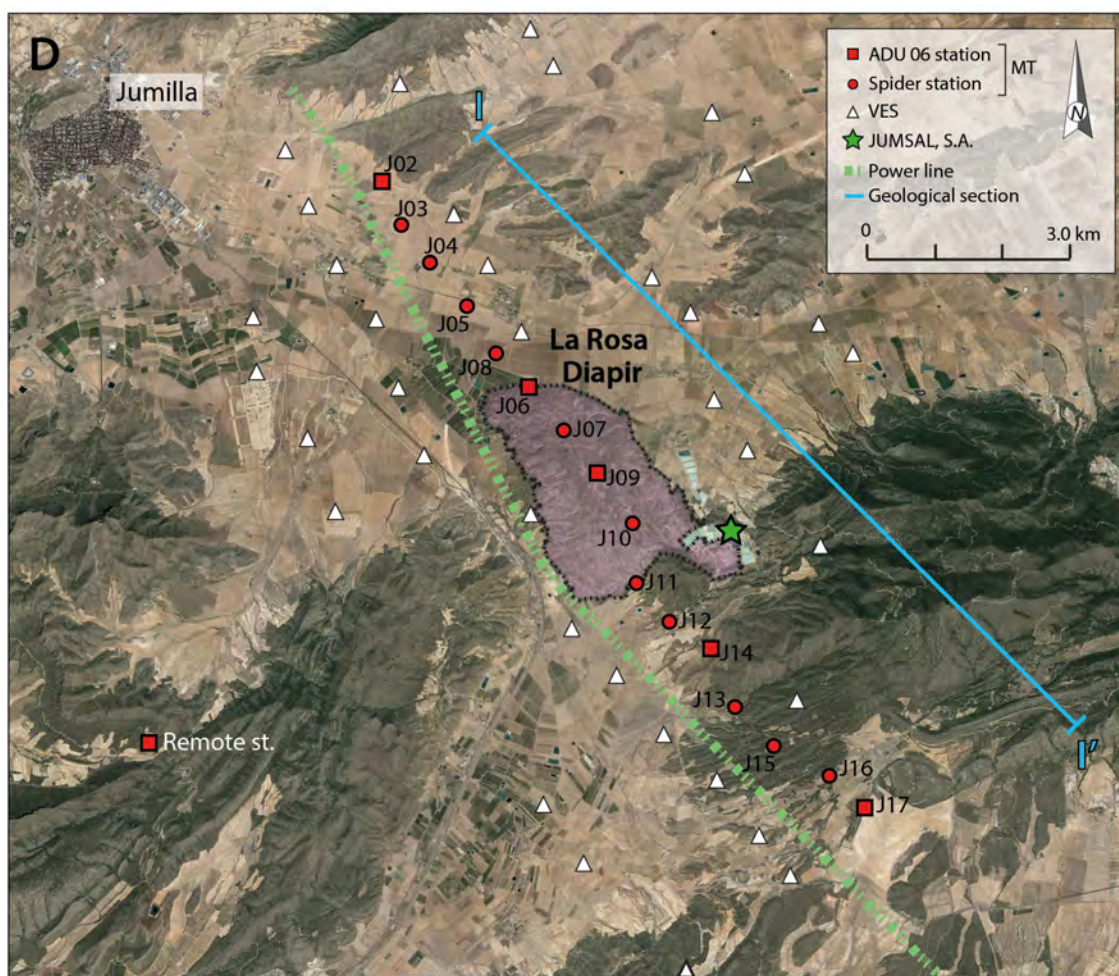 D
Jumilla
I
ADU 06 station
Spider station
MT
VES
JUMSAL, S.A.
Power line
Geological section
0
3.0 km
N
J02
J03
J04
J05
J08
La Rosa
Diapir
J06
J07
J09
J10
J11
J12
J14
J13
Remote st.
J15
J16
I'
J17